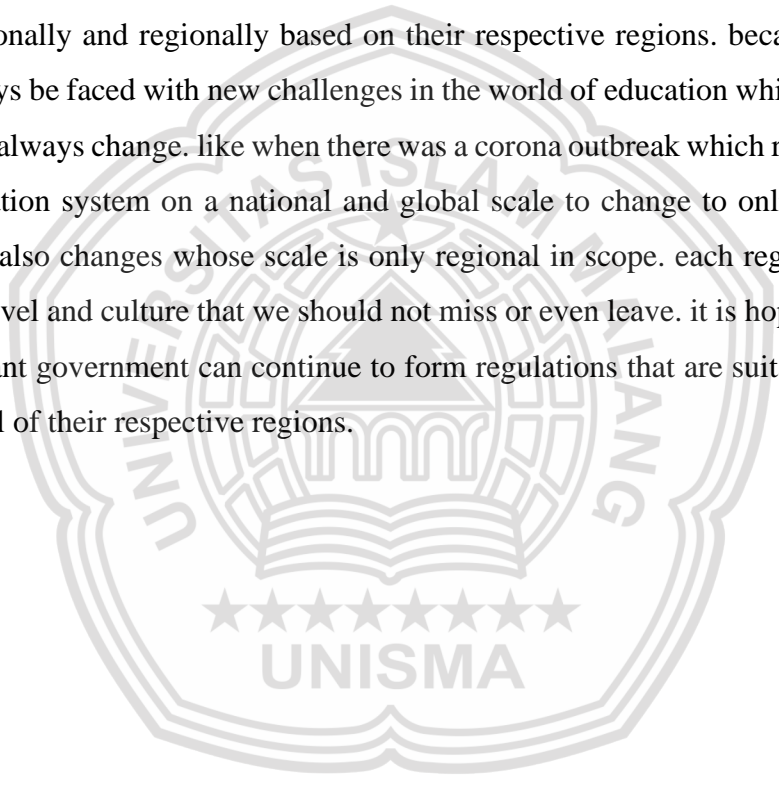 onally and regionally based on their respective regions. beca
ys be faced with new challenges in the world of education whi
always change. like when there was a corona outbreak which r
ation system on a national and global scale to change to onl
also changes whose scale is only regional in scope. each reg
vel and culture that we should not miss or even leave. it is hop
ant government can continue to form regulations that are suit
l of their respective regions.
UNIVERSITAS ISLAM MALANG
UNISMA